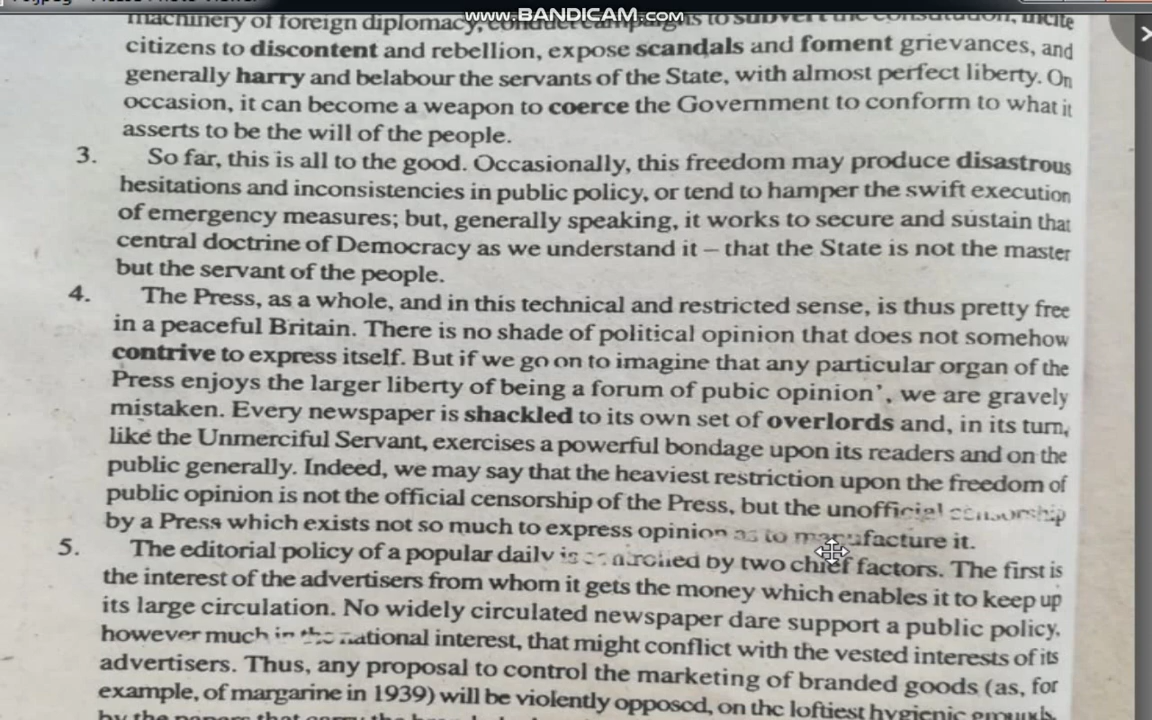 www.BANDICAM.com
machinery of foreign diplomacy, conduct campaigns to subvert the constitution, incite
citizens to discontent and rebellion, expose scandals and foment grievances, and
generally harry and belabour the servants of the State, with almost perfect liberty. On
occasion, it can become a weapon to coerce the Government to conform to what it
asserts to be the will of the people.
3. So far, this is all to the good. Occasionally, this freedom may produce disastrous
hesitations and inconsistencies in public policy, or tend to hamper the swift execution
of emergency measures; but, generally speaking, it works to secure and sustain that
central doctrine of Democracy as we understand it – that the State is not the master
but the servant of the people.
4. The Press, as a whole, and in this technical and restricted sense, is thus pretty free
in a peaceful Britain. There is no shade of political opinion that does not somehow
contrive to express itself. But if we go on to imagine that any particular organ of the
Press enjoys the larger liberty of being a forum of pubic opinion', we are gravely
mistaken. Every newspaper is shackled to its own set of overlords and, in its turn,
like the Unmerciful Servant, exercises a powerful bondage upon its readers and on the
public generally. Indeed, we may say that the heaviest restriction upon the freedom of
public opinion is not the official censorship of the Press, but the unofficial censorship
by a Press which exists not so much to express opinion as to manufacture it.
5. The editorial policy of a popular daily is controlled by two chief factors. The first is
the interest of the advertisers from whom it gets the money which enables it to keep up
its large circulation. No widely circulated newspaper dare support a public policy,
however much in the national interest, that might conflict with the vested interests of its
advertisers. Thus, any proposal to control the marketing of branded goods (as, for
example, of margarine in 1939) will be violently opposed, on the loftiest hygienic grounds,
by the papers that carry the